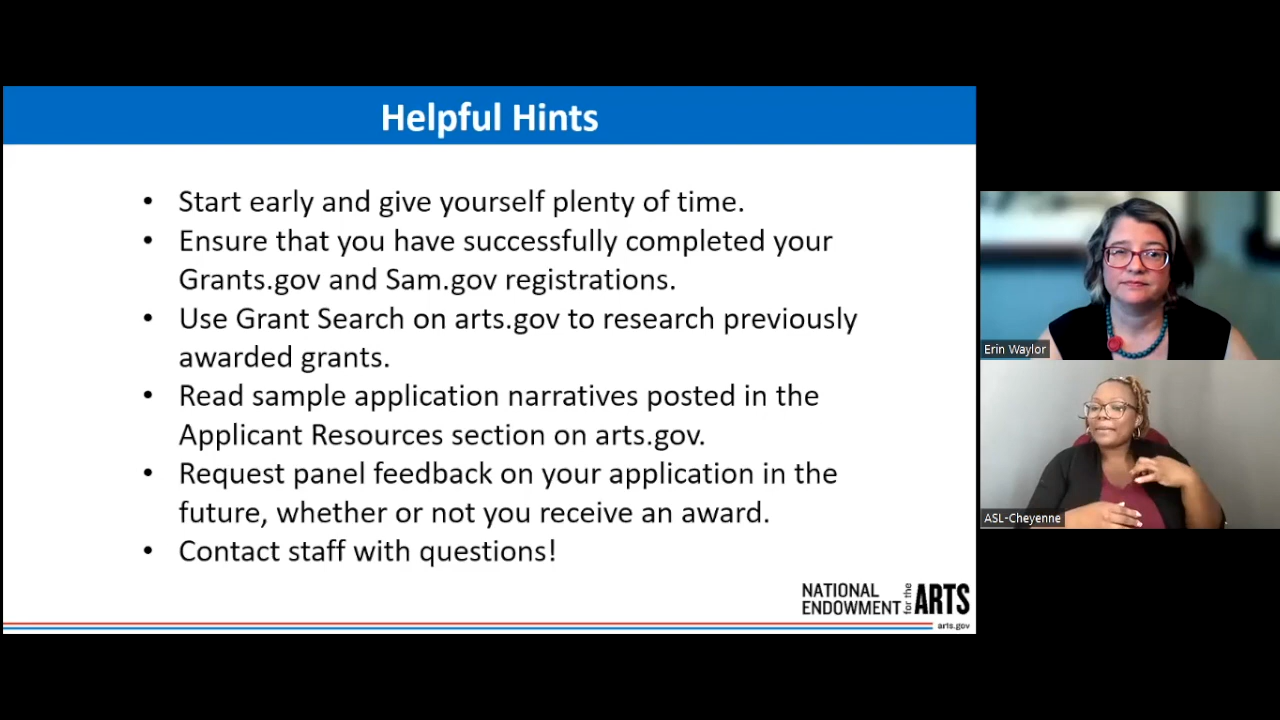 Helpful Hints
• Start early and give yourself plenty of time.
• Ensure that you have successfully completed your
Grants.gov and Sam.gov registrations.
• Use Grant Search on arts.gov to research previously
awarded grants.
• Read sample application narratives posted in the
Applicant Resources section on arts.gov.
• Request panel feedback on your application in the
future, whether or not you receive an award.
• Contact staff with questions!
NATIONAL
ENDOWMENT for the ARTS
arts.gov
Erin Waylor
ASL-Cheyenne